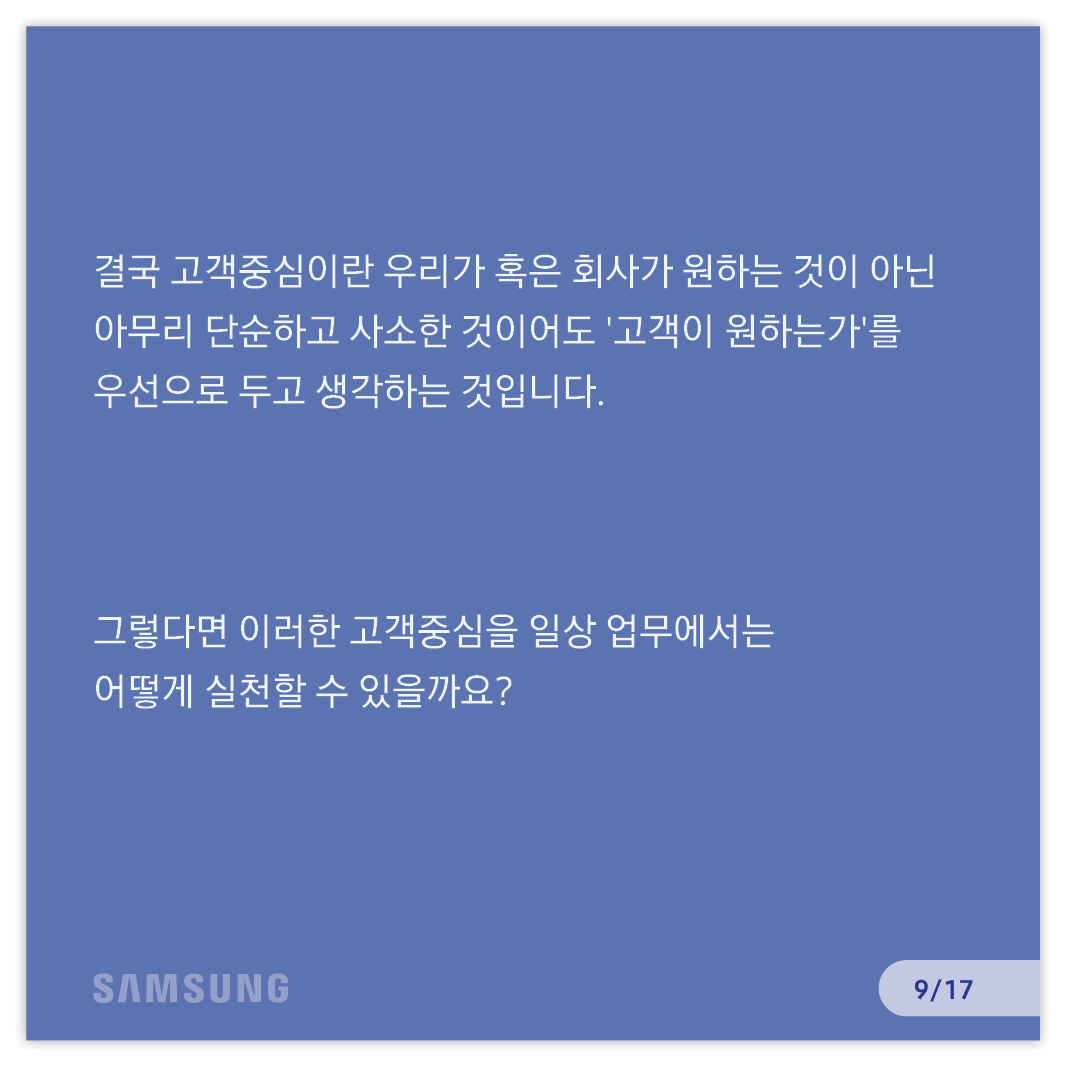 결국 고객중심이란 우리가 혹은 회사가 원하는 것이 아닌
아무리 단순하고 사소한 것이어도 '고객이 원하는가'를
우선으로 두고 생각하는 것입니다.
그렇다면 이러한 고객중심을 일상 업무에서는
어떻게 실천할 수 있을까요?
SAMSUNG
9/17